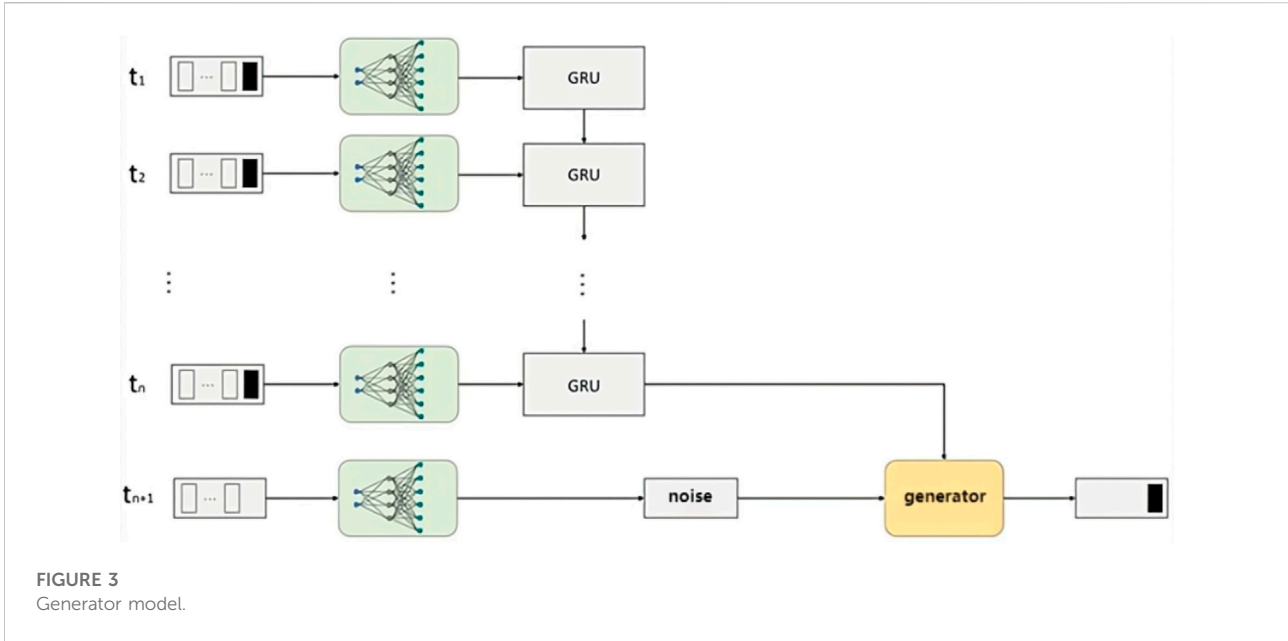 t₁ ... GRU
t₂ ... GRU
tₙ ... GRU
tₙ₊₁ ... noise generator
FIGURE 3
Generator model.